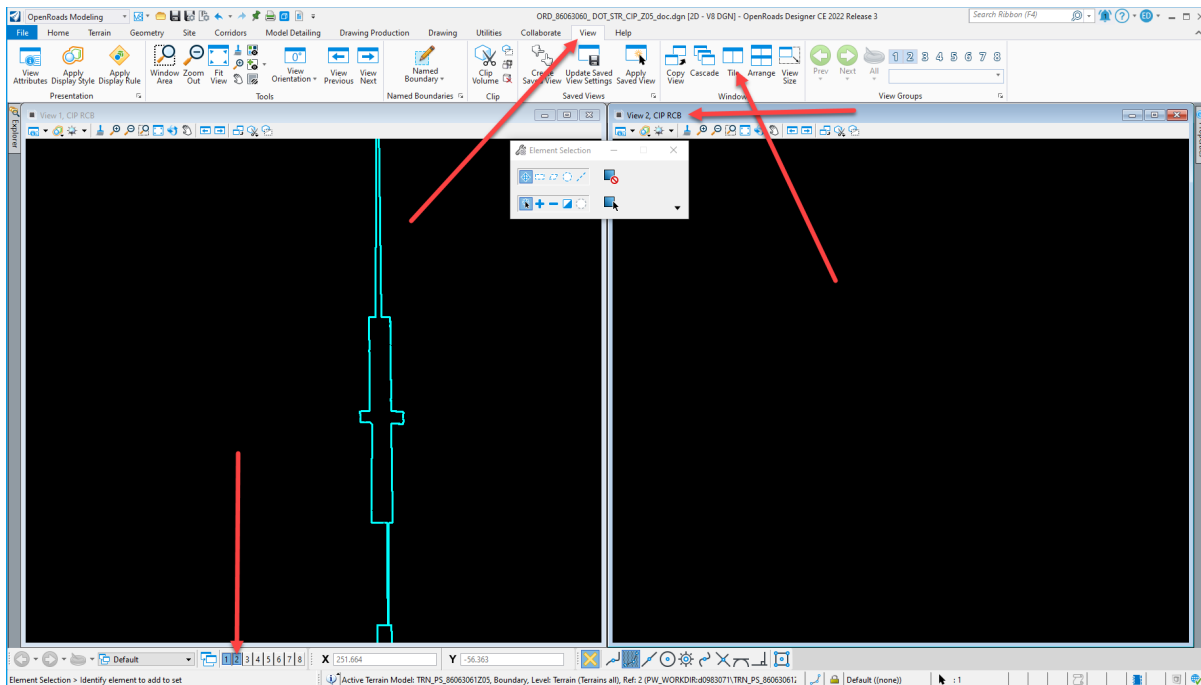 OpenRoads Modeling
ORD_86063060_ DOT_STR_CIP_Z05_doc.dgn [2D - V8 DGN] - OpenRoads Designer CE 2022 Release 3
Search Ribbon (F4)
ED
File Home Terrain Geometry Site Corridors Model Detailing Drawing Production Drawing Utilities Collaborate View Help
View Attributes
Apply Display Style
Apply Display Rule
Window Area
Zoom Out
Fit View
View Orientation
View Previous
View Next
Named Boundary
Clip Volume
Create Saved View
Update Saved View Settings
Apply Saved View
Copy View
Cascade
Tile
Arrange
View Size
Prev
Next
All
1 2 3 4 5 6 7 8
Presentation
Tools
Named Boundaries
Clip
Saved Views
Window
View Groups
Explorer
View 1, CIP RCB
View 2, CIP RCB
Element Selection
Default
1 2 3 4 5 6 7 8
X 251.664
Y -56.363
Element Selection > Identify element to add to set
Active Terrain Model: TRN_PS_86063061Z05, Boundary, Level: Terrain (Terrains all), Ref: 2 (PW_WORKDIR:d0983071\TRN_PS_86063061Z
Default ((none))
: 1